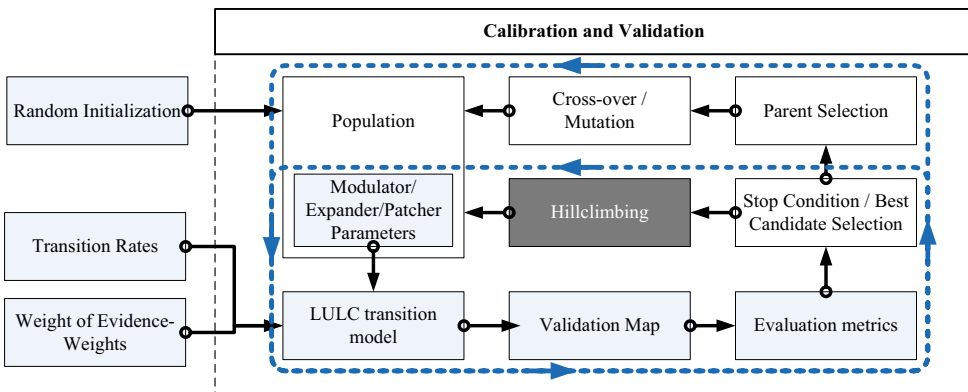 Calibration and Validation
Random Initialization
Population
Cross-over /
Mutation
Parent Selection
Modulator/
Expander/Patcher
Parameters
Hillclimbing
Stop Condition / Best
Candidate Selection
Transition Rates
Weight of Evidence-
Weights
LULC transition
model
Validation Map
Evaluation metrics